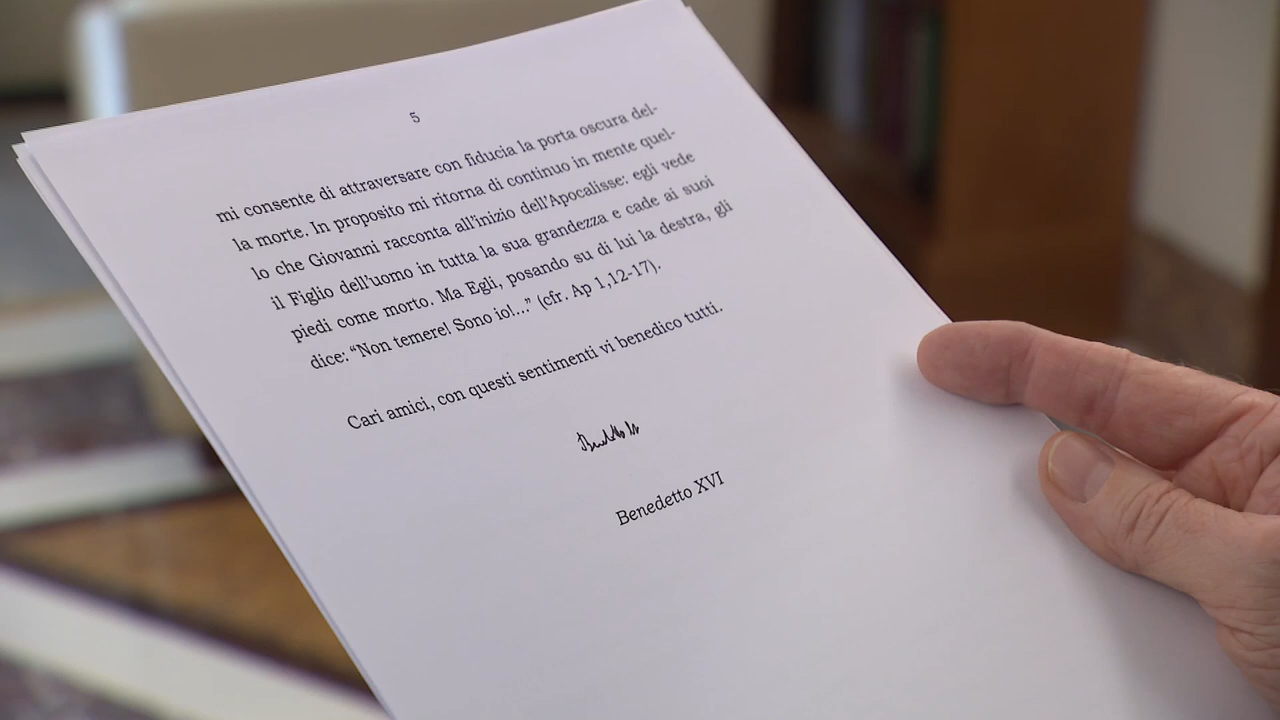 5
mi consente di attraversare con fiducia la porta oscura del-
la morte. In proposito mi ritorna di continuo in mente quel-
lo che Giovanni racconta all'inizio dell'Apocalisse: egli vede
il Figlio dell'uomo in tutta la sua grandezza e cade ai suoi
piedi come morto. Ma Egli, posando su di lui la destra, gli
dice: “Non temere! Sono io!...” (cfr. Ap 1,12-17).
Cari amici, con questi sentimenti vi benedico tutti.
Benedetto XVI